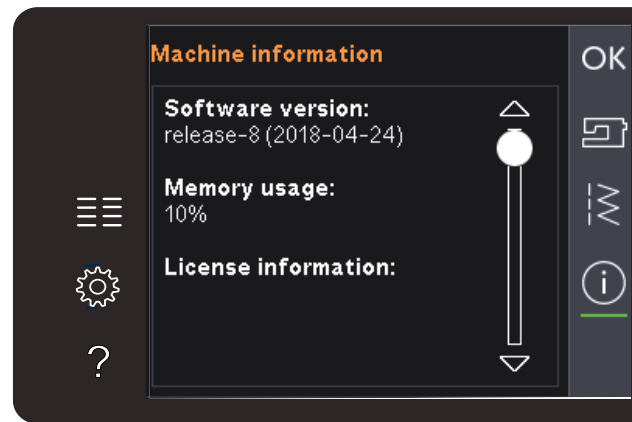 Machine information
OK
Software version:
release-8 (2018-04-24)
Memory usage:
10%
License information:
i
?